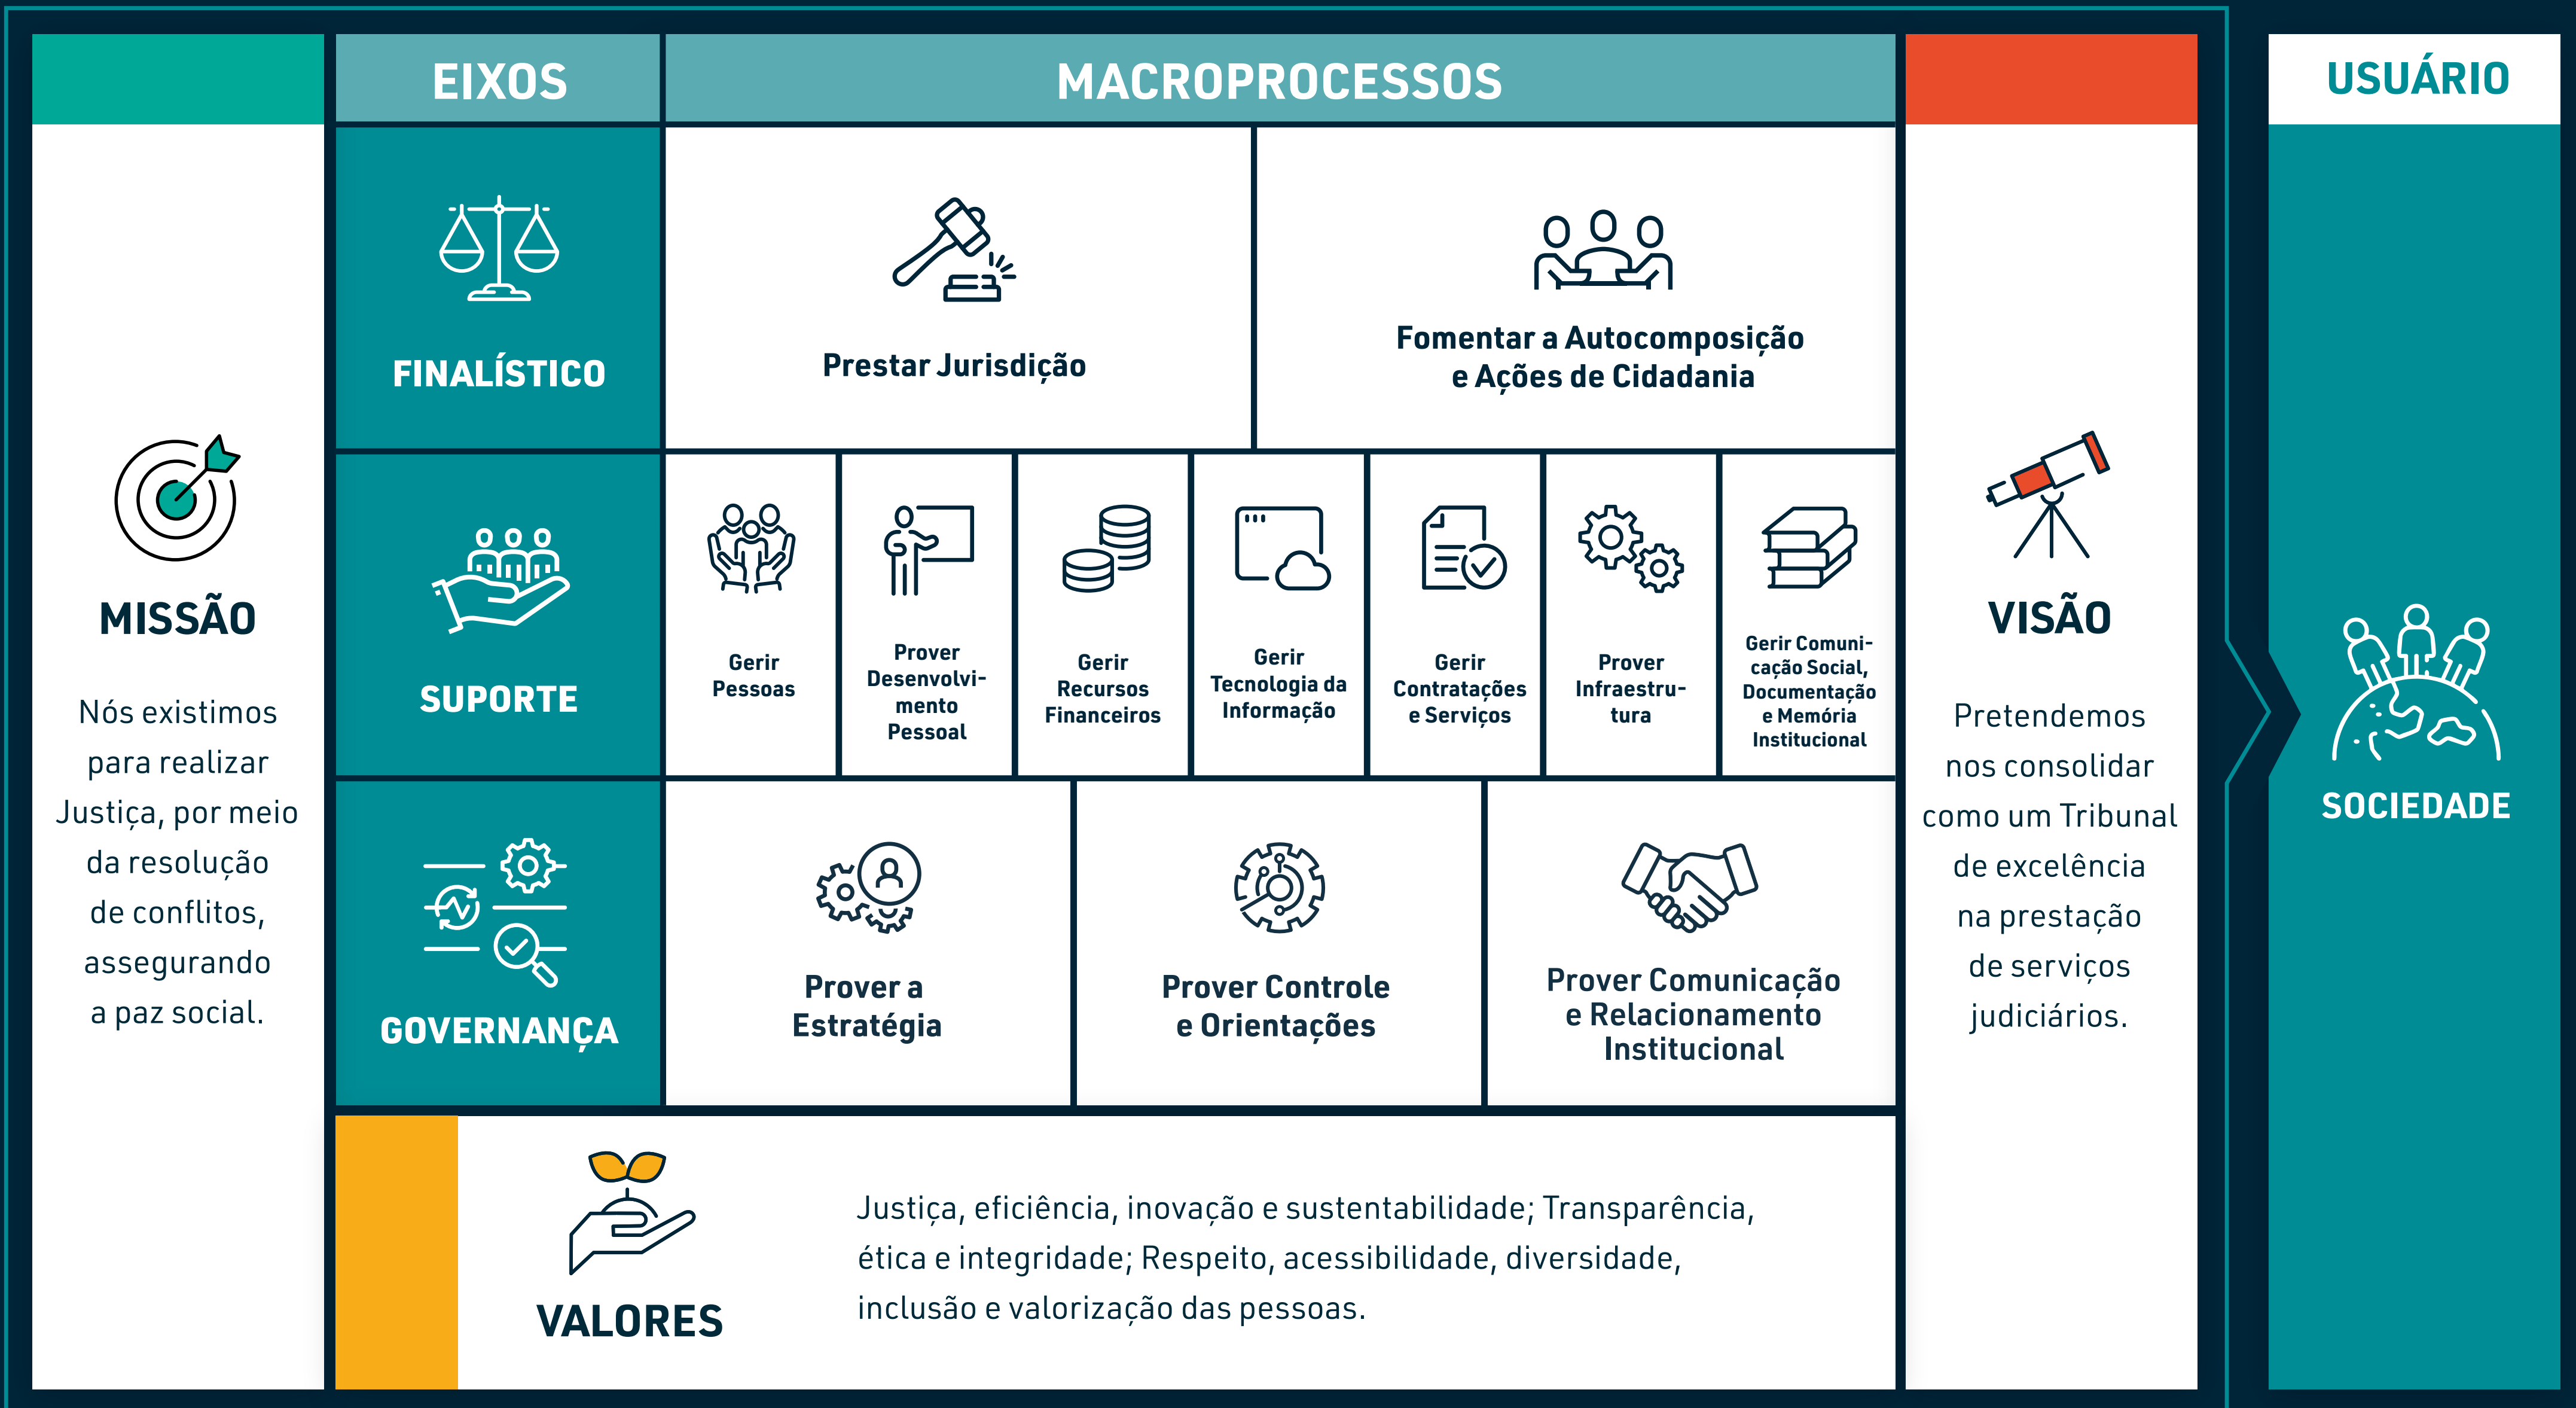 EIXOS
MACROPROCESSOS
USUÁRIO
MISSÃO
Nós existimos
para realizar
Justiça, por meio
da resolução
de conflitos,
assegurando
a paz social.
FINALÍSTICO
Prestar Jurisdição
Fomentar a Autocomposição
e Ações de Cidadania
SUPORTE
Gerir
Pessoas
Prover
Desenvolvi-
mento
Pessoal
Gerir
Recursos
Financeiros
Gerir
Tecnologia da
Informação
Gerir
Contratações
e Serviços
Prover
Infraestru-
tura
Gerir Comuni-
cação Social,
Documentação
e Memória
Institucional
GOVERNANÇA
Prover a
Estratégia
Prover Controle
e Orientações
Prover Comunicação
e Relacionamento
Institucional
VALORES
Justiça, eficiência, inovação e sustentabilidade; Transparência,
ética e integridade; Respeito, acessibilidade, diversidade,
inclusão e valorização das pessoas.
VISÃO
Pretendemos
nos consolidar
como um Tribunal
de excelência
na prestação
de serviços
judiciários.
SOCIEDADE